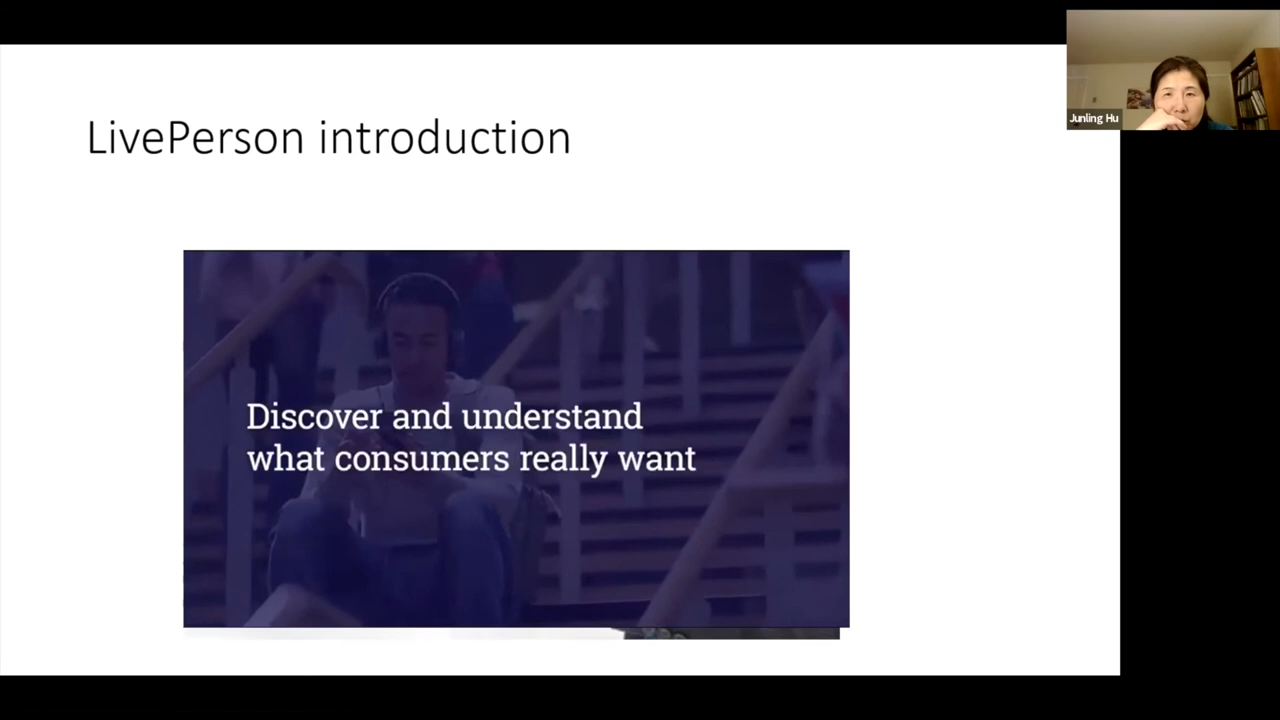 LivePerson introduction
Discover and understand
what consumers really want
Junling Hu